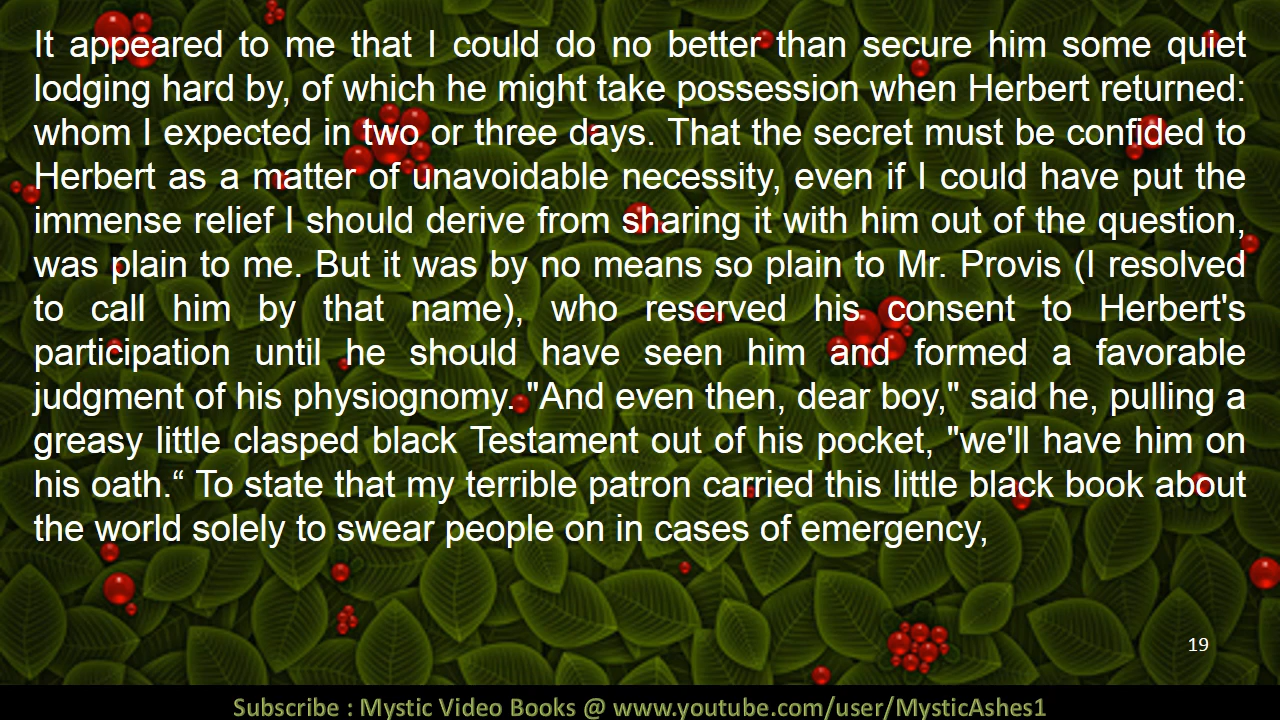 It appeared to me that I could do no better than secure him some quiet
lodging hard by, of which he might take possession when Herbert returned:
whom I expected in two or three days. That the secret must be confided to
Herbert as a matter of unavoidable necessity, even if I could have put the
immense relief I should derive from sharing it with him out of the question,
was plain to me. But it was by no means so plain to Mr. Provis (I resolved
to call him by that name), who reserved his consent to Herbert's
participation until he should have seen him and formed a favorable
judgment of his physiognomy. "And even then, dear boy," said he, pulling a
greasy little clasped black Testament out of his pocket, "we'll have him on
his oath.“ To state that my terrible patron carried this little black book about
the world solely to swear people on in cases of emergency,
19
Subscribe : Mystic Video Books @ www.youtube.com/user/MysticAshes1